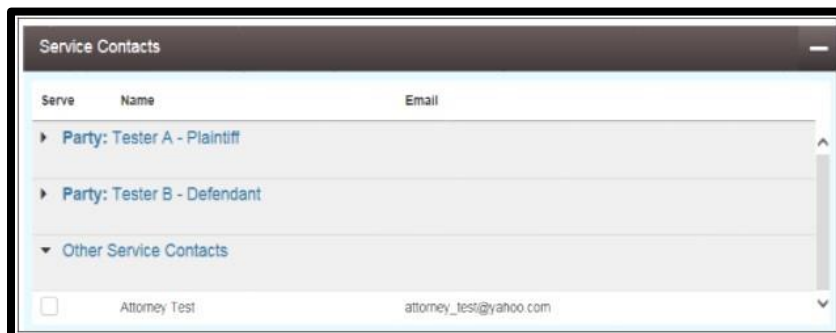 Service Contacts
Serve Name Email
Party: Tester A - Plaintiff
Party: Tester B - Defendant
Other Service Contacts
Attorney Test attorney_test@yahoo.com